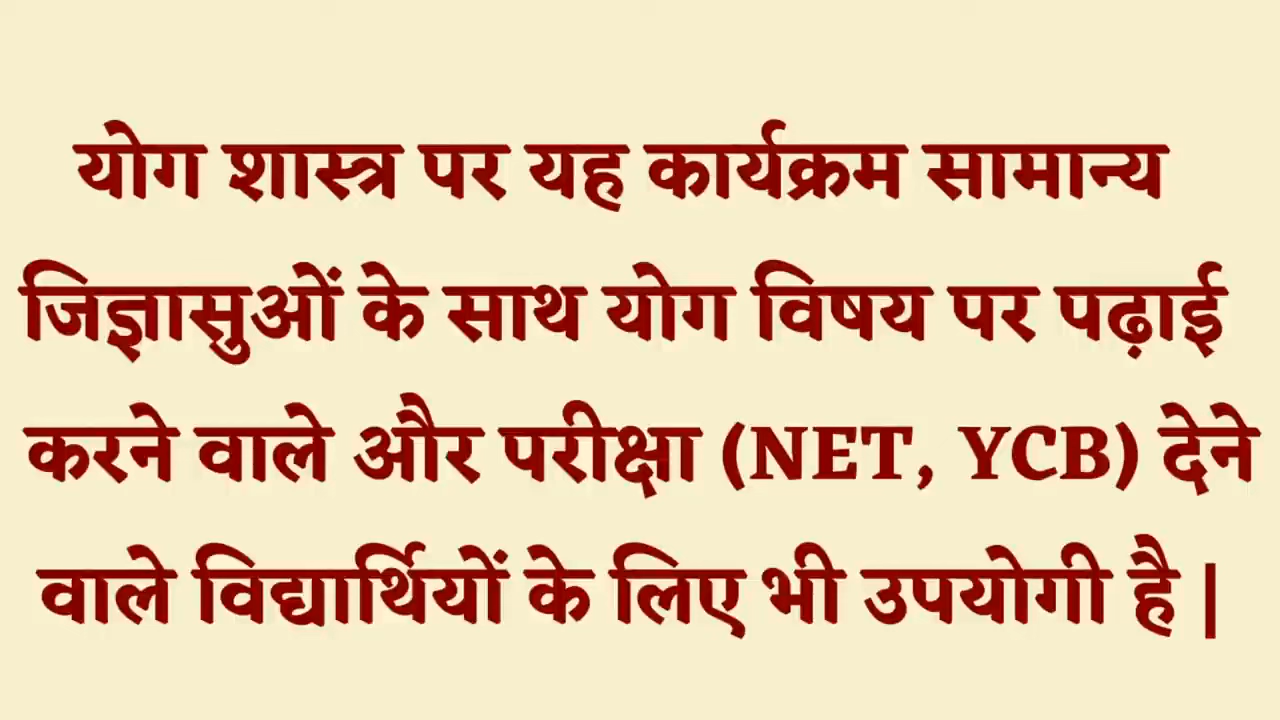 योग शास्त्र पर यह कार्यक्रम सामान्य
जिज्ञासुओं के साथ योग विषय पर पढ़ाई
करने वाले और परीक्षा (NET, YCB) देने
वाले विद्यार्थियों के लिए भी उपयोगी है |